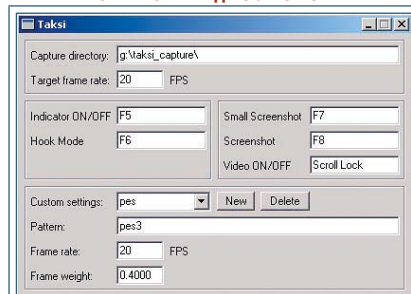 Taksi
Capture directory: g:\taksi_capture\
Target frame rate: 20 FPS
Indicator ON/OFF F5
Hook Mode F6
Small Screenshot F7
Screenshot F8
Video ON/OFF Scroll Lock
Custom settings: pes New Delete
Pattern: pes3
Frame rate: 20 FPS
Frame weight: 0.4000